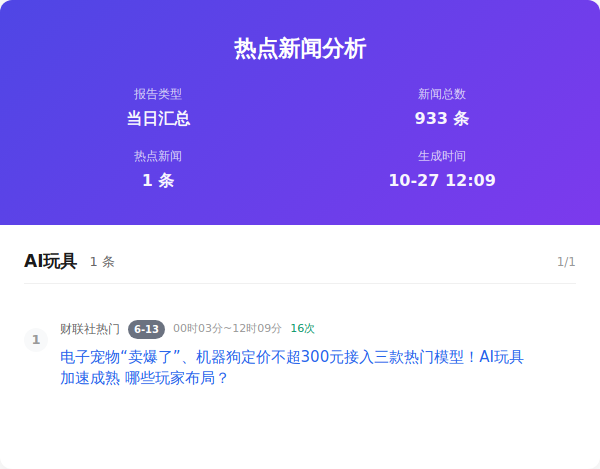 热点新闻分析
报告类型
新闻总数
当日汇总
933 条
热点新闻
生成时间
1 条
10-27 12:09
AI玩具 1 条 1/1
1 财联社热门 6-13 00时03分~12时09分 16次
电子宠物“卖爆了”、机器狗定价不超300元接入三款热门模型！AI玩具
加速成熟 哪些玩家布局？